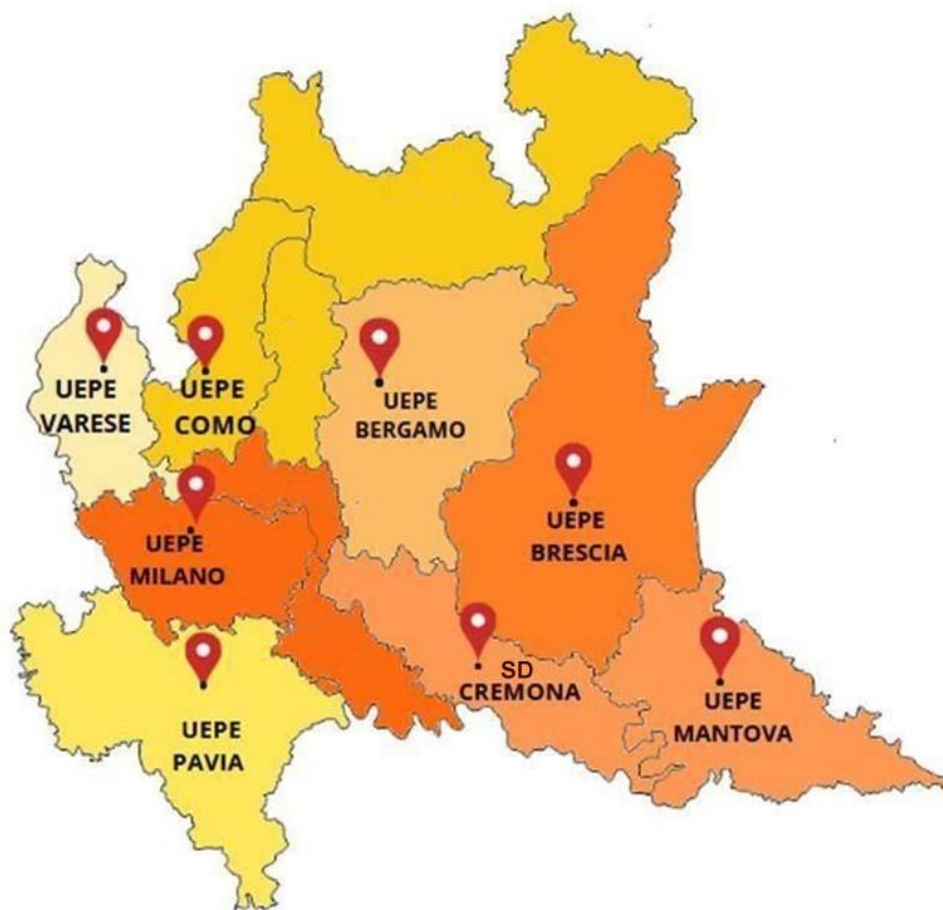 UEPE
VARESE
UEPE
COMO
UEPE
BERGAMO
UEPE
MILANO
UEPE
BRESCIA
UEPE
PAVIA
SD
CREMONA
UEPE
MANTOVA